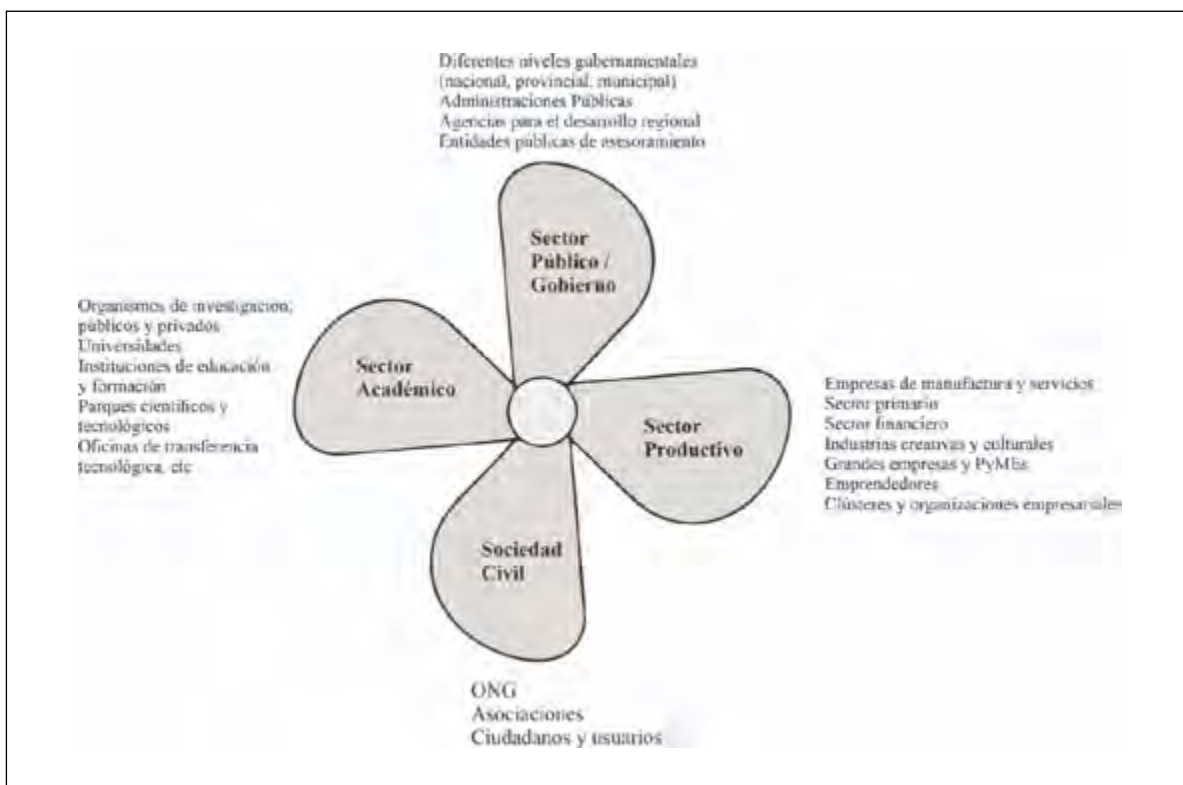 Diferentes niveles gubernamentales
(nacional, provincial, municipal)
Administraciones Públicas
Agencias para el desarrollo regional
Entidades públicas de asesoramiento
Sector
Público /
Gobierno
Organismos de investigación,
públicos y privados
Universidades
Instituciones de educación
y formación
Parques científicos y
tecnológicos
Oficinas de transferencia
tecnológica, etc
Sector
Académico
Sector
Productivo
Empresas de manufactura y servicios
Sector primario
Sector financiero
Industrias creativas y culturales
Grandes empresas y PyMEs
Emprendedores
Clústeres y organizaciones empresariales
Sociedad
Civil
ONG
Asociaciones
Ciudadanos y usuarios